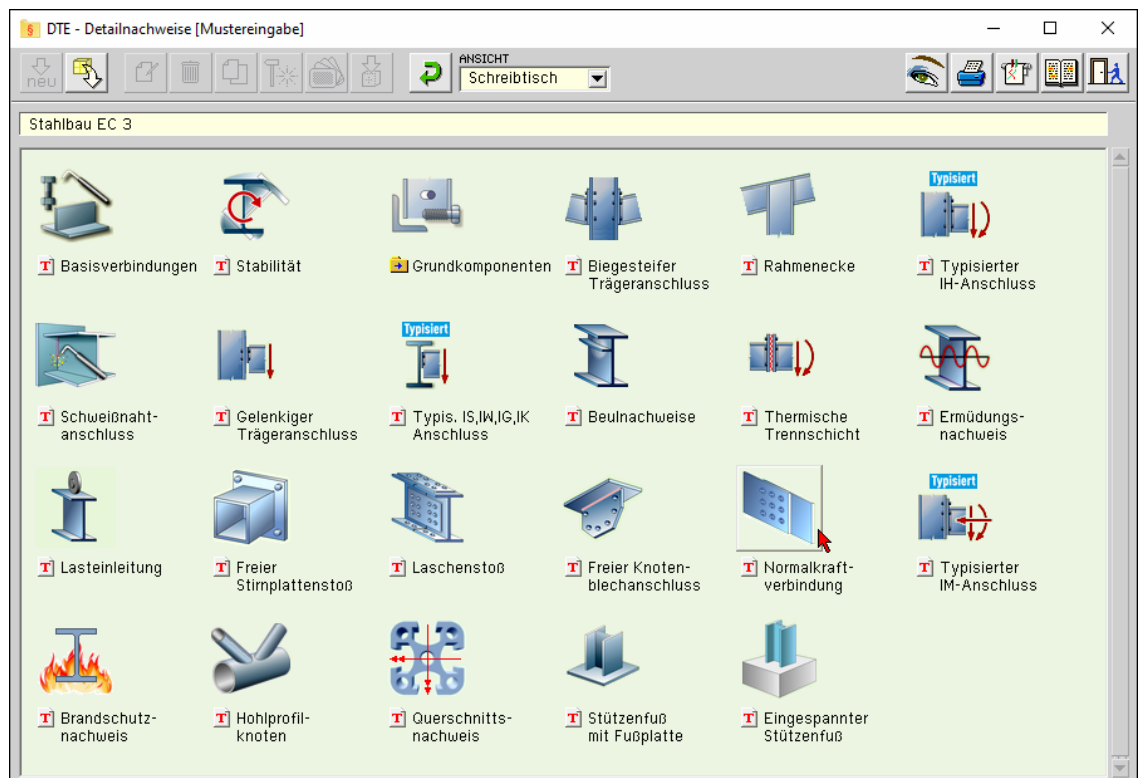 DTE - Detailnachweise [Mustereingabe]
neu
ANSICHT
Schreibtisch
Stahlbau EC 3
Typisiert
T Basisverbindungen
T Stabilität
Grundkomponenten
T Biegesteifer
Trägeranschluss
T Rahmenecke
T Typisierter
IH-Anschluss
Typisiert
T Schweißnaht-
anschluss
T Gelenkiger
Trägeranschluss
T Typis. IS,IW,IG,IK
Anschluss
T Beulnachweise
T Thermische
Trennschicht
T Ermüdungs-
nachweis
Typisiert
T Lasteinleitung
T Freier
Stirnplattenstoß
T Laschenstoß
T Freier Knoten-
blechanschluss
T Normalkraft-
verbindung
T Typisierter
IM-Anschluss
T Brandschutz-
nachweis
T Hohlprofil-
knoten
T Querschnitts-
nachweis
T Stützenfuß
mit Fußplatte
T Eingespannter
Stützenfuß